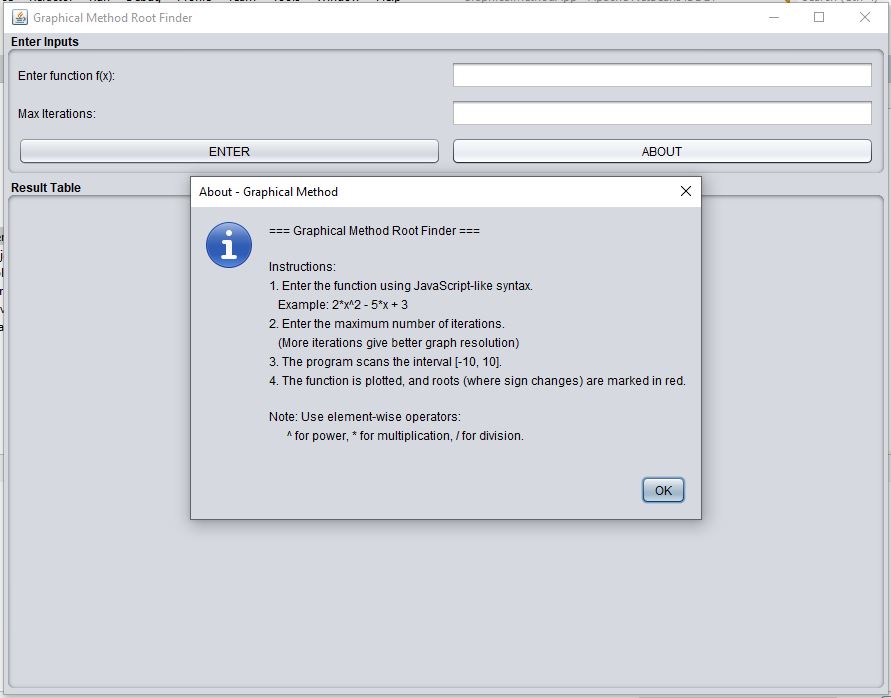 Graphical Method Root Finder
Enter Inputs
Enter function f(x):
Max Iterations:
ENTER ABOUT
Result Table
About - Graphical Method
=== Graphical Method Root Finder ===
Instructions:
1. Enter the function using JavaScript-like syntax.
Example: 2*x^2 - 5*x + 3
2. Enter the maximum number of iterations.
(More iterations give better graph resolution)
3. The program scans the interval [-10, 10].
4. The function is plotted, and roots (where sign changes) are marked in red.
Note: Use element-wise operators:
^ for power, * for multiplication, / for division.
OK